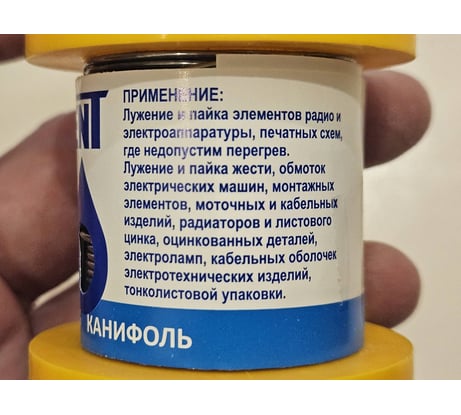 NT
ПРИМЕНЕНИЕ:
Лужение и пайка элементов радио и
электроаппаратуры, печатных схем,
где недопустим перегрев.
Лужение и пайка жести, обмоток
электрических машин, монтажных
элементов, моточных и кабельных
изделий, радиаторов и листового
цинка, оцинкованных деталей,
электроламп, кабельных оболочек
электротехнических изделий,
тонколистовой упаковки.
КАНИФОЛЬ